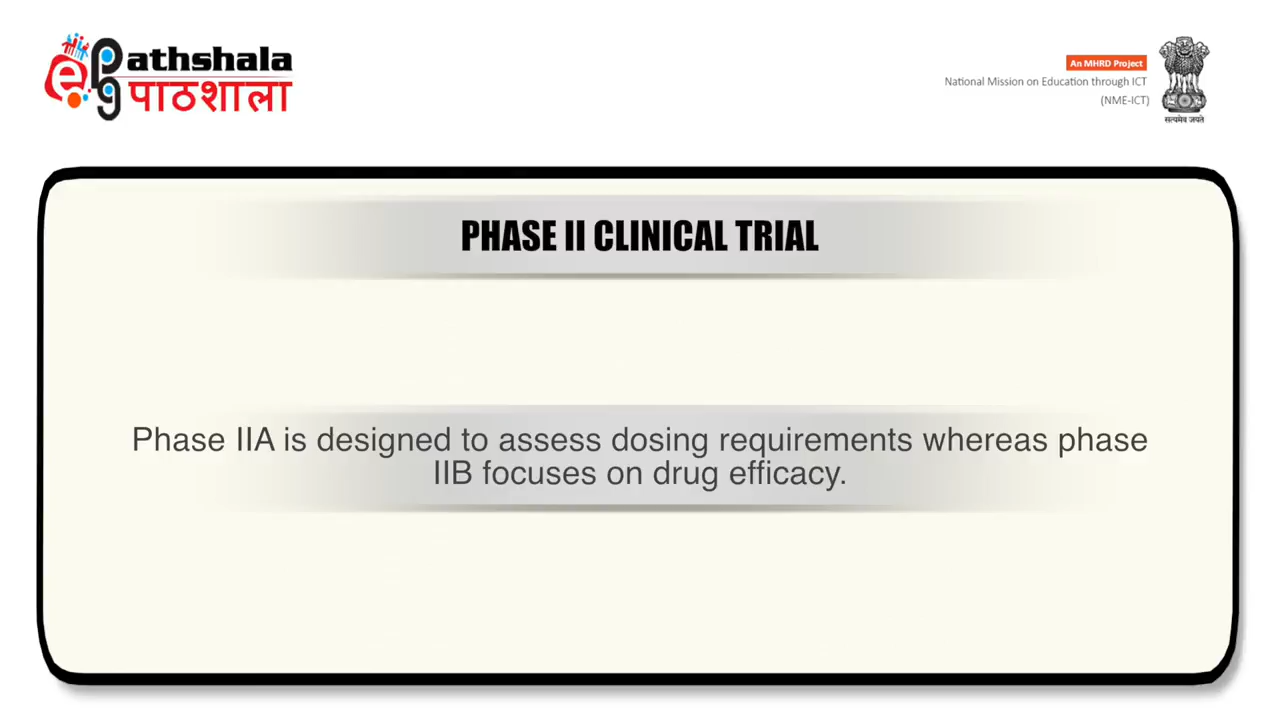 e Pg athshala
पाठशाला
An MHRD Project
National Mission on Education through ICT
(NME-ICT)
सत्यमेव जयते
PHASE II CLINICAL TRIAL
Phase IIA is designed to assess dosing requirements whereas phase
IIB focuses on drug efficacy.